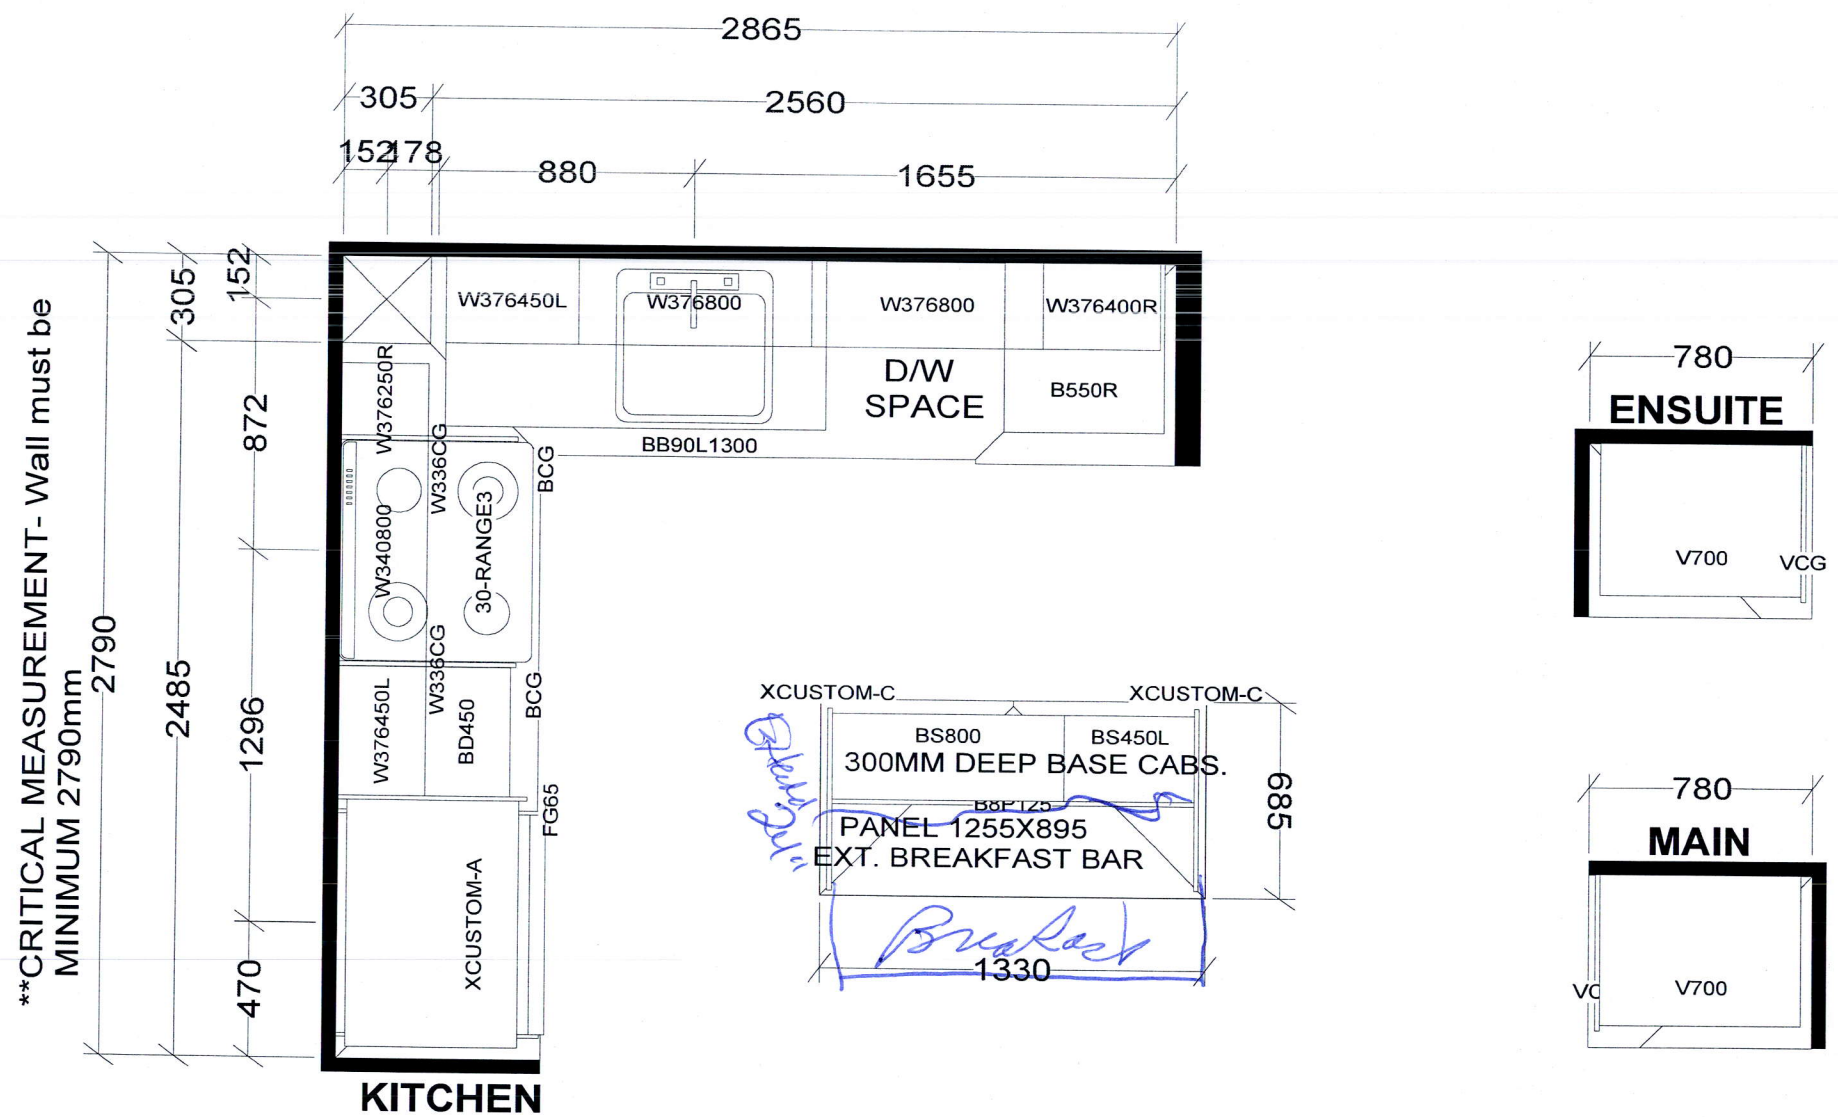 2865
305
2560
152
178
880
1655
**CRITICAL MEASUREMENT- Wall must be
MINIMUM 2790mm
2790
305
2485
152
872
1296
470
W376450L
W376800
W376800
W376400R
D/W
SPACE
B550R
BB90L1300
W376250R
W336CG
BCG
W340800
30-RANGE3
W336CG
BCG
W376450L
BD450
FG65
XCUSTOM-A
KITCHEN
XCUSTOM-C
XCUSTOM-C
BS800
BS450L
300MM DEEP BASE CABS.
B8P125
PANEL 1255X895
EXT. BREAKFAST BAR
685
Breakfast
1330
780
ENSUITE
V700
VCG
780
MAIN
VC
V700